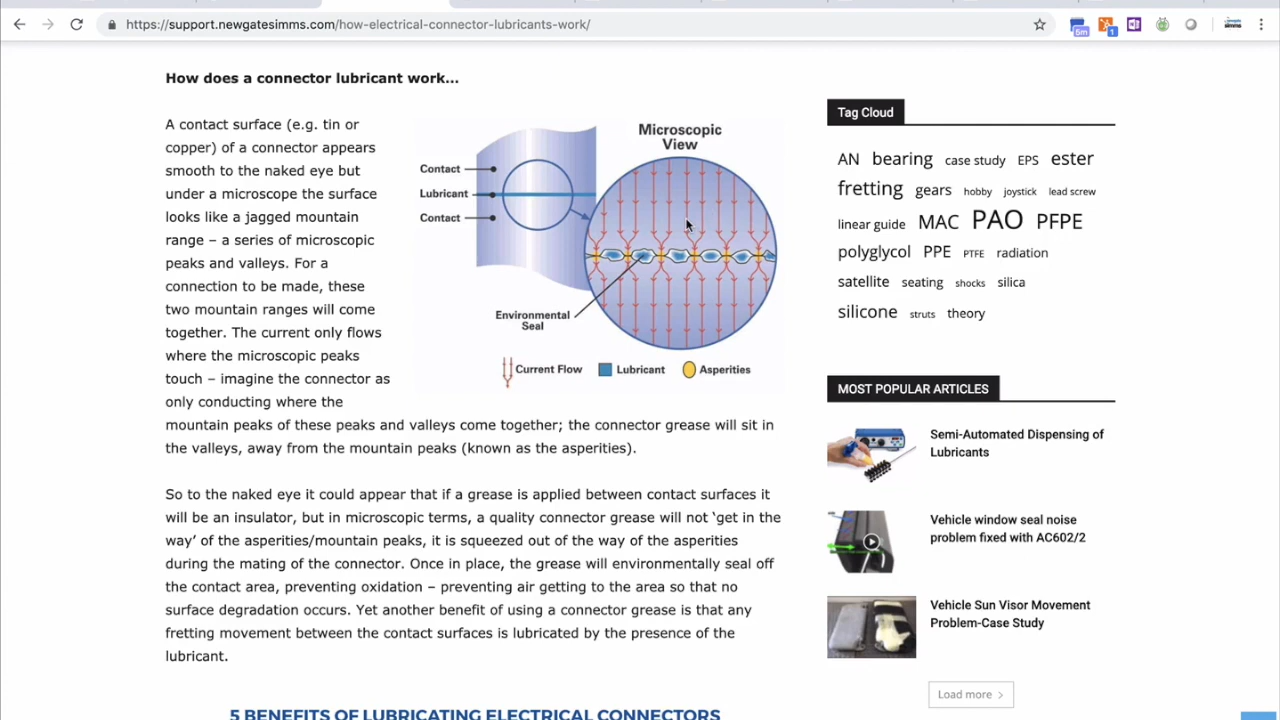 https://support.newgatesimms.com/how-electrical-connector-lubricants-work/
5m
1
How does a connector lubricant work...
A contact surface (e.g. tin or
copper) of a connector appears
smooth to the naked eye but
under a microscope the surface
looks like a jagged mountain
range – a series of microscopic
peaks and valleys. For a
connection to be made, these
two mountain ranges will come
together. The current only flows
where the microscopic peaks
touch – imagine the connector as
only conducting where the
mountain peaks of these peaks and valleys come together; the connector grease will sit in
the valleys, away from the mountain peaks (known as the asperities).
Microscopic
View
Contact
Lubricant
Contact
Environmental
Seal
Current Flow
Lubricant
Asperities
So to the naked eye it could appear that if a grease is applied between contact surfaces it
will be an insulator, but in microscopic terms, a quality connector grease will not ‘get in the
way’ of the asperities/mountain peaks, it is squeezed out of the way of the asperities
during the mating of the connector. Once in place, the grease will environmentally seal off
the contact area, preventing oxidation – preventing air getting to the area so that no
surface degradation occurs. Yet another benefit of using a connector grease is that any
fretting movement between the contact surfaces is lubricated by the presence of the
lubricant.
5 BENEFITS OF LUBRICATING ELECTRICAL CONNECTORS
Tag Cloud
AN bearing case study EPS ester
fretting gears hobby joystick lead screw
linear guide MAC PAO PFPE
polyglycol PPE PTFE radiation
satellite seating shocks silica
silicone struts theory
MOST POPULAR ARTICLES
Semi-Automated Dispensing of
Lubricants
Vehicle window seal noise
problem fixed with AC602/2
Vehicle Sun Visor Movement
Problem-Case Study
Load more